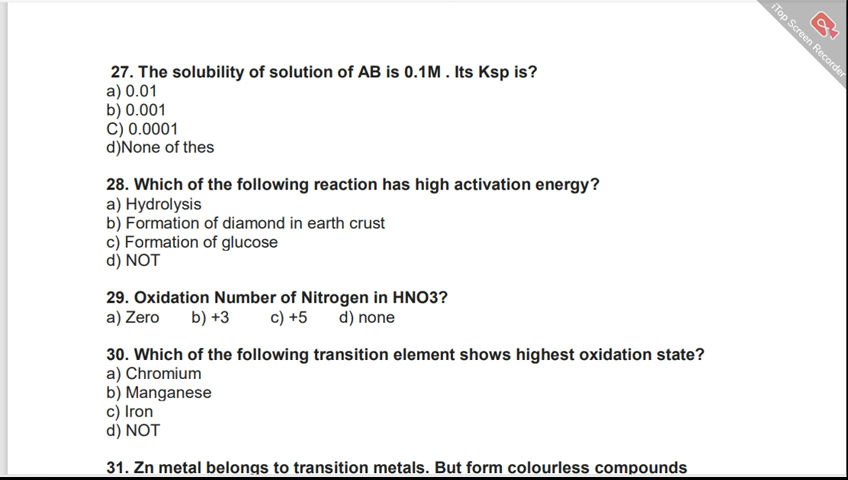 iTop Screen Recorder
27. The solubility of solution of AB is 0.1M . Its Ksp is?
a) 0.01
b) 0.001
C) 0.0001
d)None of thes
28. Which of the following reaction has high activation energy?
a) Hydrolysis
b) Formation of diamond in earth crust
c) Formation of glucose
d) NOT
29. Oxidation Number of Nitrogen in HNO3?
a) Zero b) +3 c) +5 d) none
30. Which of the following transition element shows highest oxidation state?
a) Chromium
b) Manganese
c) Iron
d) NOT
31. Zn metal belongs to transition metals. But form colourless compounds